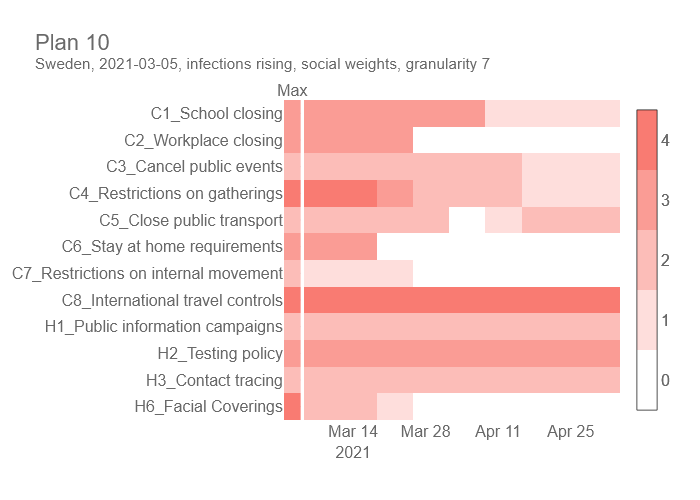 Plan 10
Sweden, 2021-03-05, infections rising, social weights, granularity 7
Max
C1_School closing
C2_Workplace closing
C3_Cancel public events
C4_Restrictions on gatherings
C5_Close public transport
C6_Stay at home requirements
C7_Restrictions on internal movement
C8_International travel controls
H1_Public information campaigns
H2_Testing policy
H3_Contact tracing
H6_Facial Coverings
Mar 14 Mar 28 Apr 11 Apr 25
2021
4
3
2
1
0